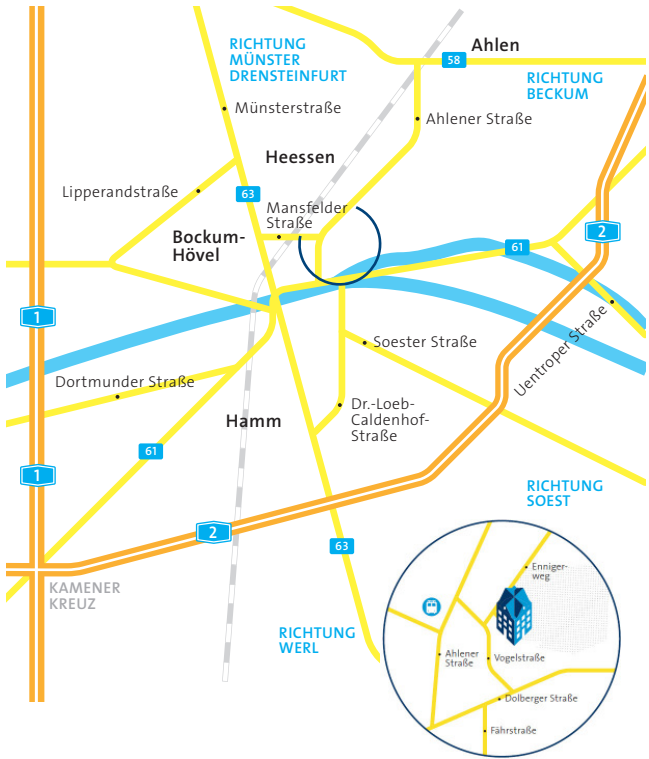 RICHTUNG
MÜNSTER
DRENSTEINFURT
Ahlen
58
RICHTUNG
BECKUM
Münsterstraße
Ahlener Straße
Heessen
Lipperandstraße
63
Mansfelder
Straße
Bockum-
Hövel
2
61
1
Uentroper Straße
Soester Straße
Dortmunder Straße
Dr.-Loeb-
Caldenhof-
Straße
Hamm
61
1
RICHTUNG
SOEST
2
63
KAMENER
KREUZ
RICHTUNG
WERL
Enniger-
weg
Ahlener
Straße
Vogelstraße
Dolberger Straße
Fährstraße